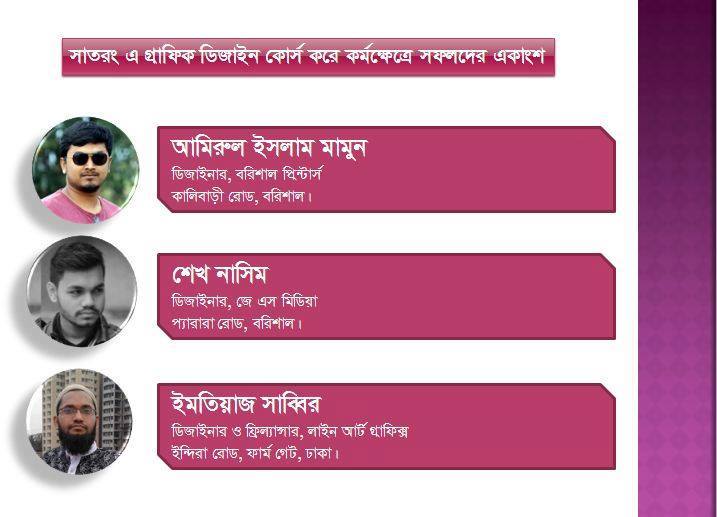 সাতরং এ গ্রাফিক ডিজাইন কোর্স করে কর্মক্ষেত্রে সফলদের একাংশ
আমিরুল ইসলাম মামুন
ডিজাইনার, বরিশাল প্রিন্টার্স
কালিবাড়ী রোড, বরিশাল।
শেখ নাসিম
ডিজাইনার, জে এস মিডিয়া
প্যারারা রোড, বরিশাল।
ইমতিয়াজ সাব্বির
ডিজাইনার ও ফ্রিল্যান্সার, লাইন আর্ট গ্রাফিক্স
ইন্দিরা রোড, ফার্ম গেট, ঢাকা।